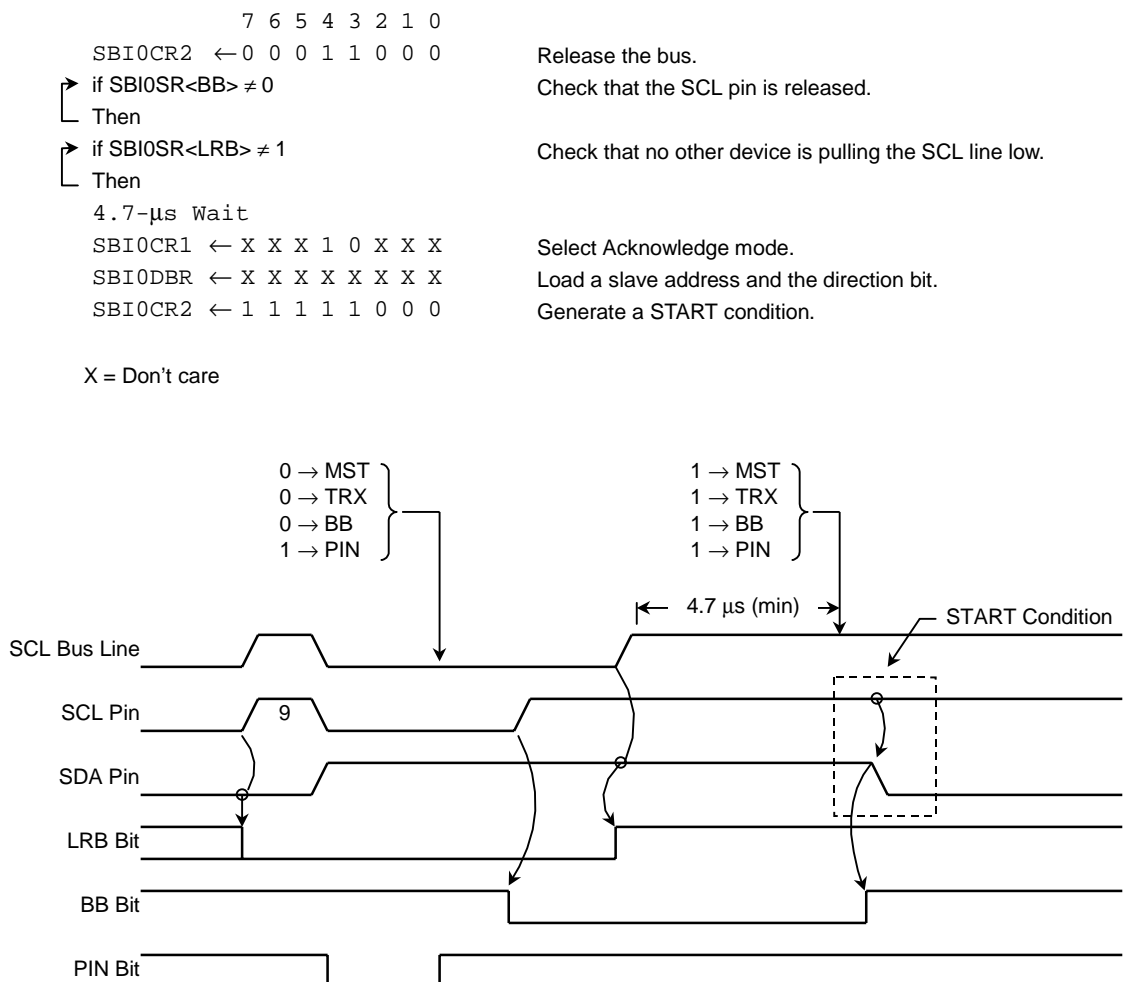 7 6 5 4 3 2 1 0
SBI0CR2 ← 0 0 0 1 1 0 0 0 Release the bus.
if SBI0SR<BB> ≠ 0 Check that the SCL pin is released.
Then
if SBI0SR<LRB> ≠ 1 Check that no other device is pulling the SCL line low.
Then
4.7-μs Wait
SBI0CR1 ← X X X 1 0 X X X Select Acknowledge mode.
SBI0DBR ← X X X X X X X X Load a slave address and the direction bit.
SBI0CR2 ← 1 1 1 1 1 0 0 0 Generate a START condition.
X = Don't care
0 → MST 1 → MST
0 → TRX 1 → TRX
0 → BB 1 → BB
1 → PIN 1 → PIN
4.7 μs (min)
START Condition
SCL Bus Line
SCL Pin 9
SDA Pin
LRB Bit
BB Bit
PIN Bit